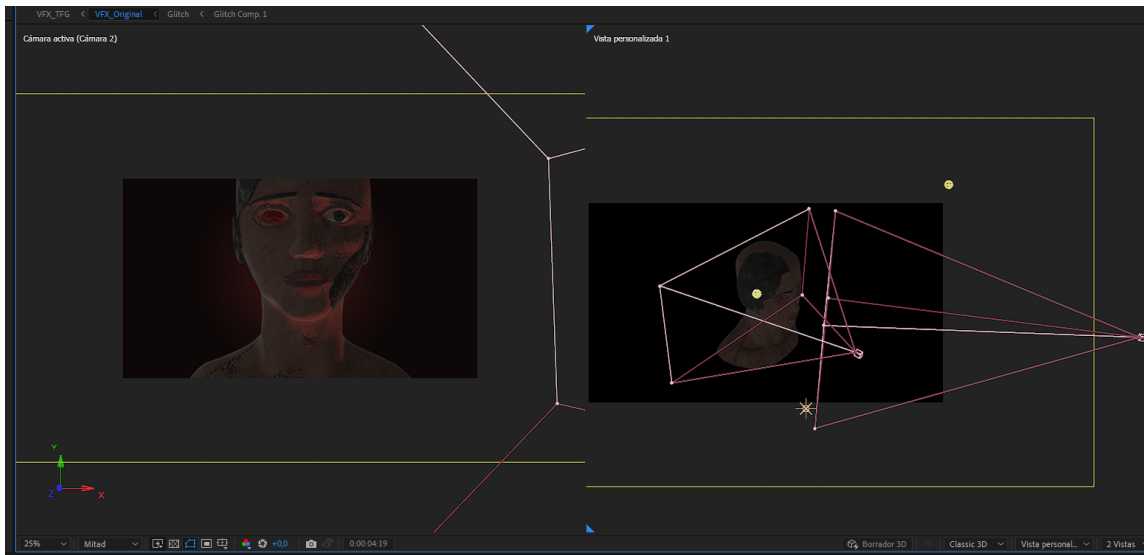 VFX_TFG < VFX_Original < Glitch < Glitch Comp. 1
Cámara activa (Cámara 2)
Vista personalizada 1
Y
Z
X
25% Mitad +0,0 0:00:04:19 Borrador 3D Classic 3D Vista personal... 2 Vistas